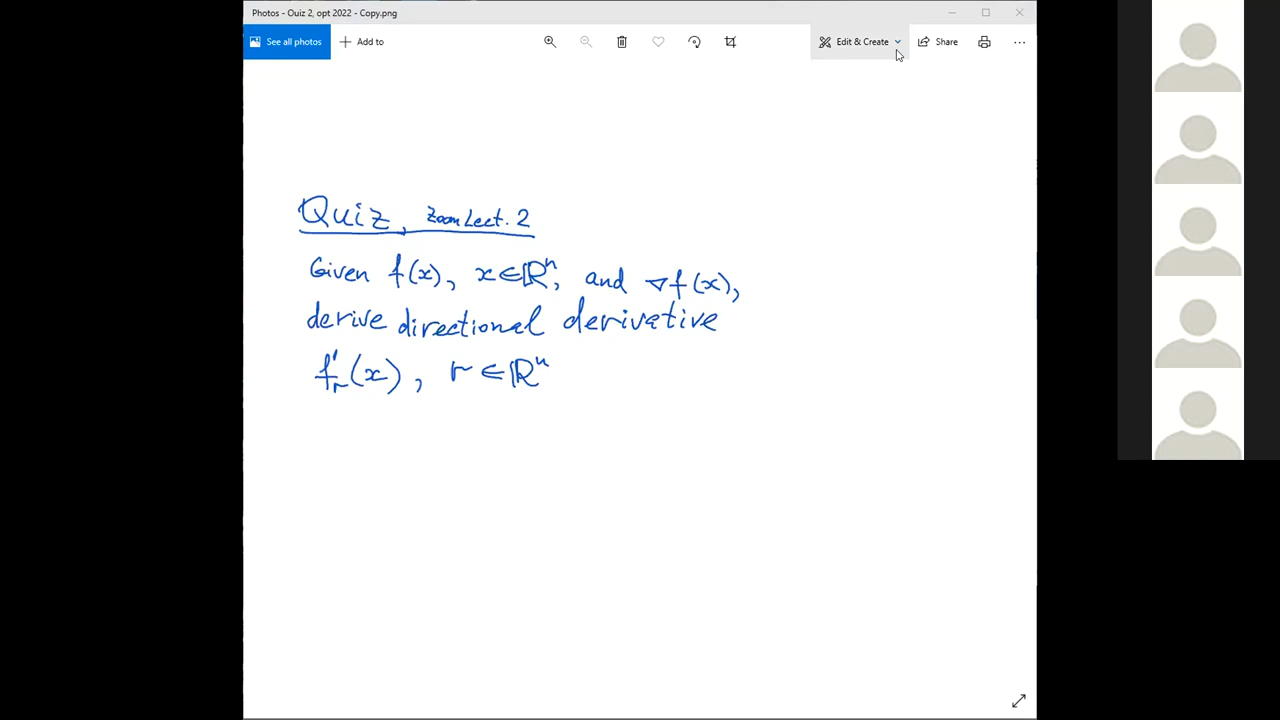 Photos - Quiz 2, opt 2022 - Copy.png
See all photos
Add to
Edit & Create
Share
Quiz, Zoom Lect. 2
Given f(x), x∈ℝⁿ, and ∇f(x),
derive directional derivative
f'ᵣ(x), r∈ℝⁿ